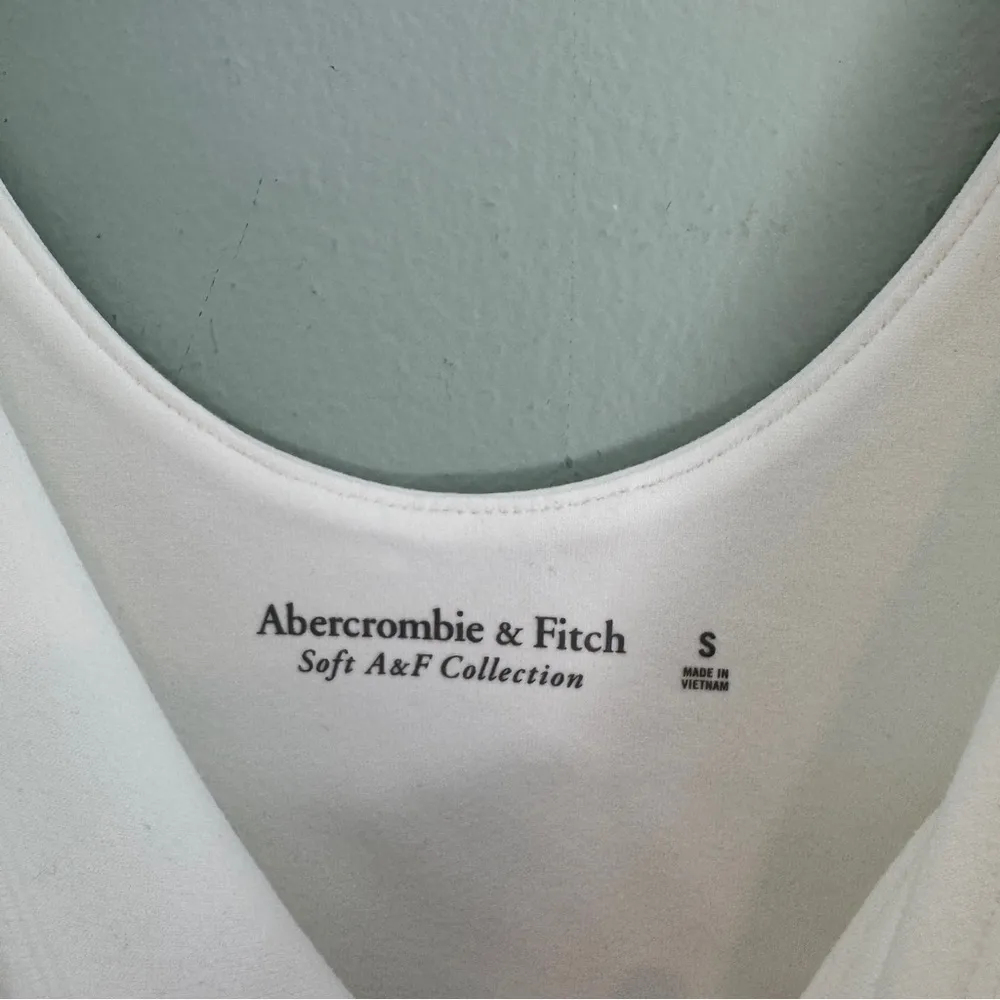 Abercrombie & Fitch
Soft A&F Collection
S
MADE IN
VIETNAM